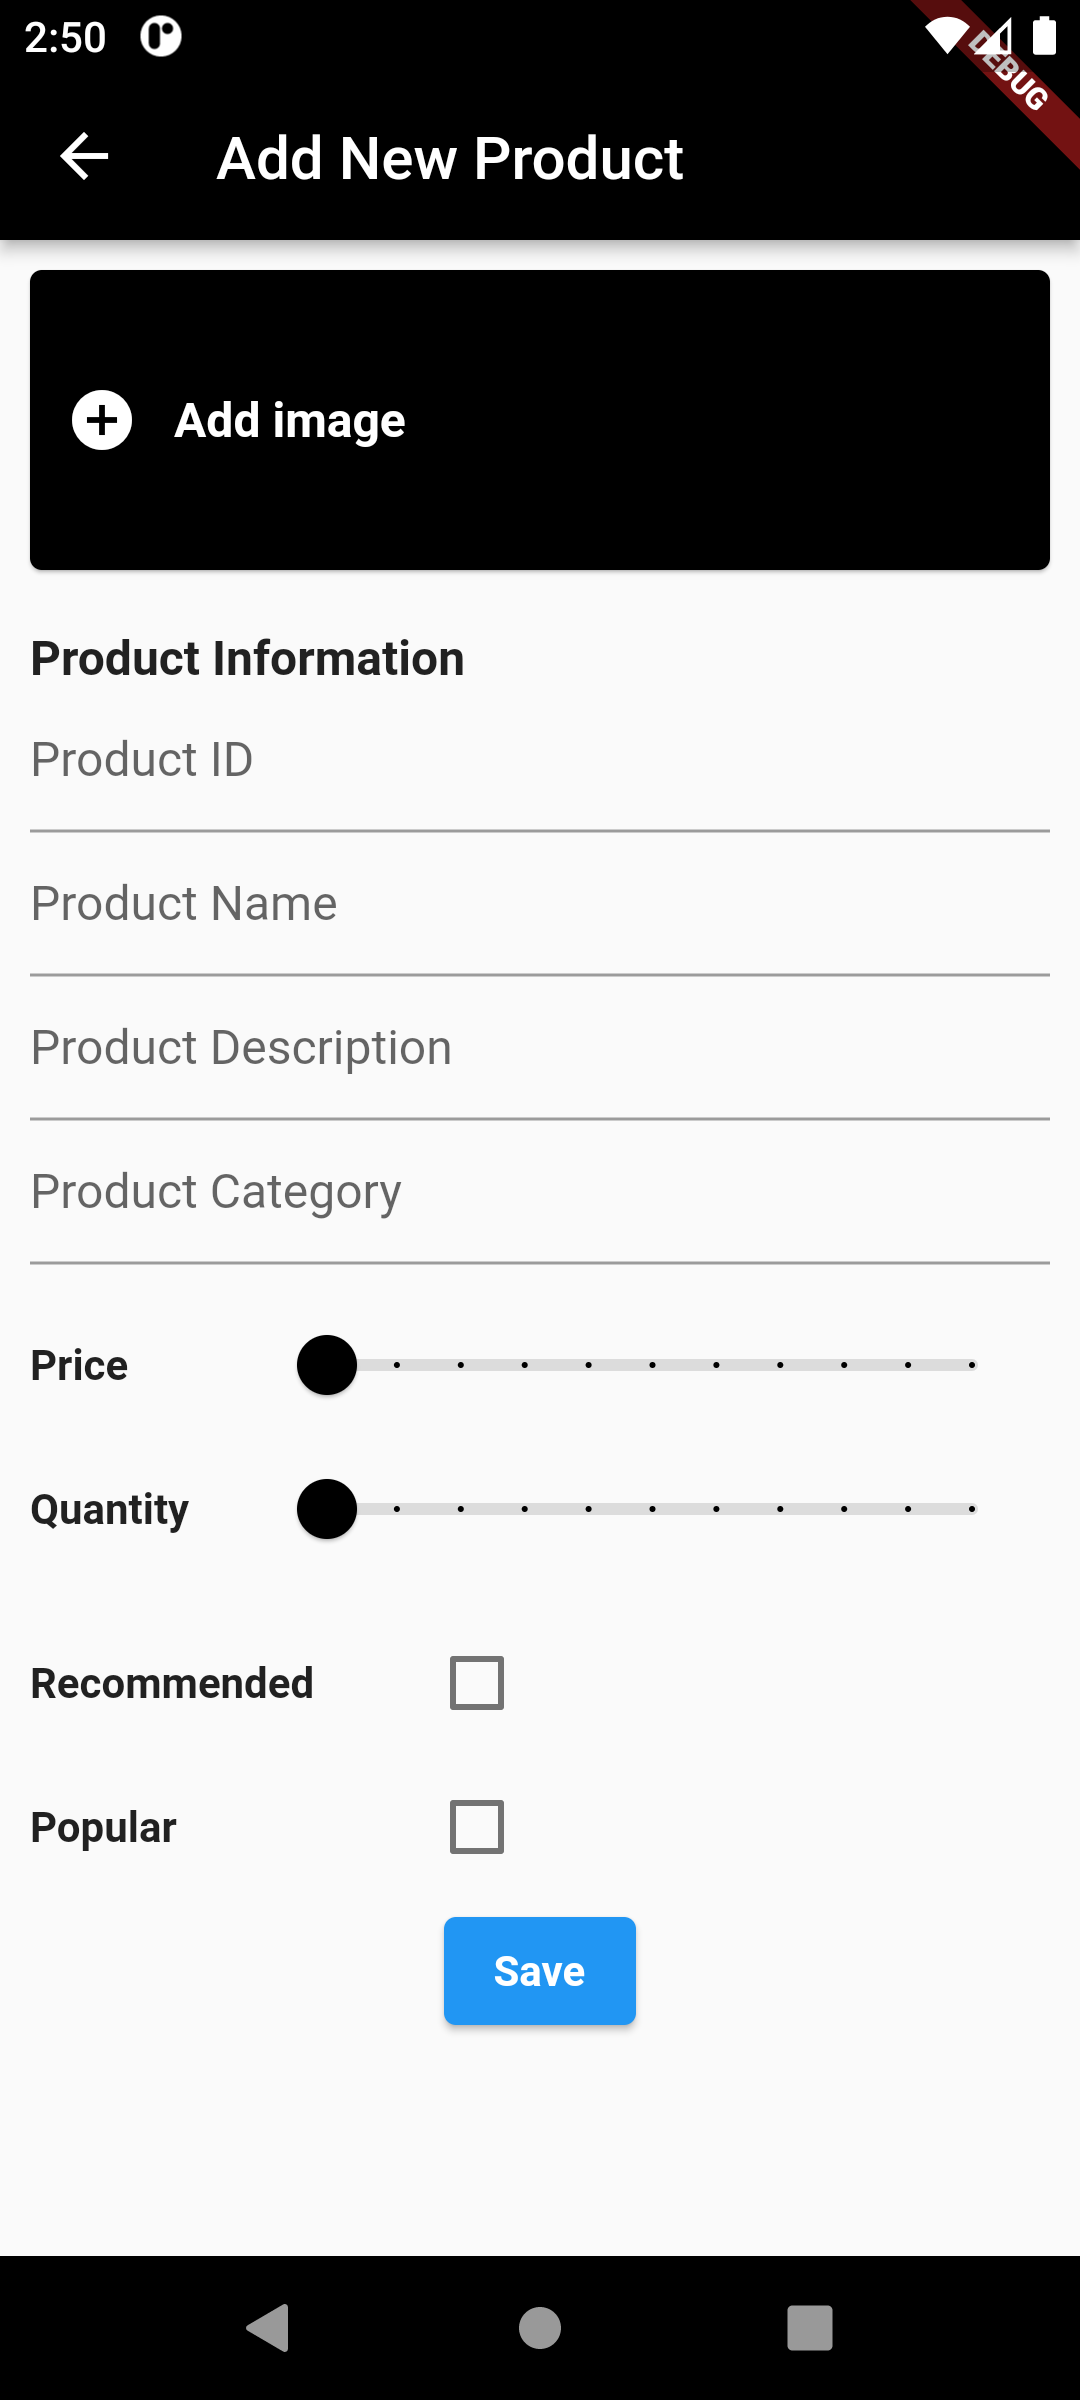 2:50
DEBUG
Add New Product
Add image
Product Information
Product ID
Product Name
Product Description
Product Category
Price
Quantity
Recommended
Popular
Save